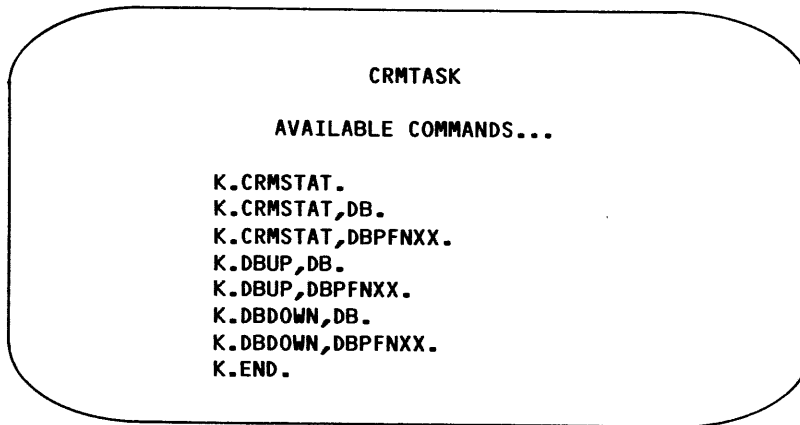 CRMTASK
AVAILABLE COMMANDS...
K.CRMSTAT.
K.CRMSTAT,DB.
K.CRMSTAT,DBPFNXX.
K.DBUP,DB.
K.DBUP,DBPFNXX.
K.DBDOWN,DB.
K.DBDOWN,DBPFNXX.
K.END.